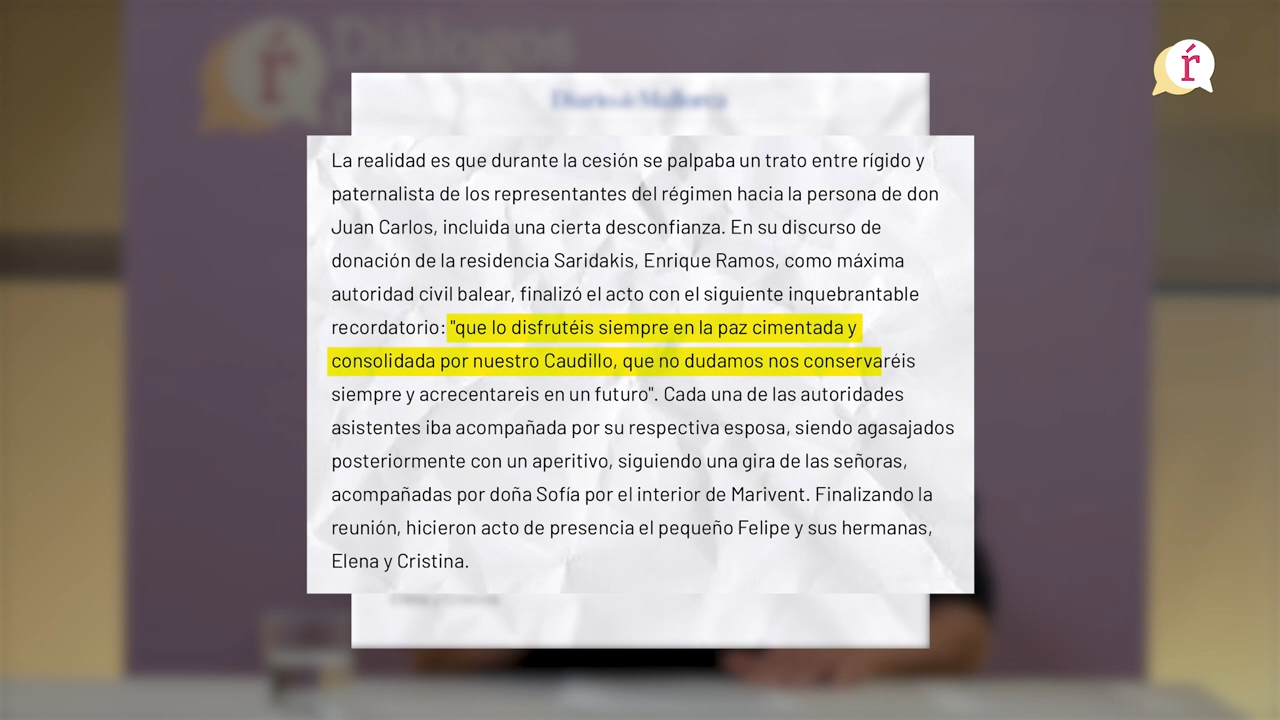 Diálogos
ŕ
ŕ
Diario de Mallorca
La realidad es que durante la cesión se palpaba un trato entre rígido y
paternalista de los representantes del régimen hacia la persona de don
Juan Carlos, incluida una cierta desconfianza. En su discurso de
donación de la residencia Saridakis, Enrique Ramos, como máxima
autoridad civil balear, finalizó el acto con el siguiente inquebrantable
recordatorio: "que lo disfrutéis siempre en la paz cimentada y
consolidada por nuestro Caudillo, que no dudamos nos conservaréis
siempre y acrecentareis en un futuro". Cada una de las autoridades
asistentes iba acompañada por su respectiva esposa, siendo agasajados
posteriormente con un aperitivo, siguiendo una gira de las señoras,
acompañadas por doña Sofía por el interior de Marivent. Finalizando la
reunión, hicieron acto de presencia el pequeño Felipe y sus hermanas,
Elena y Cristina.